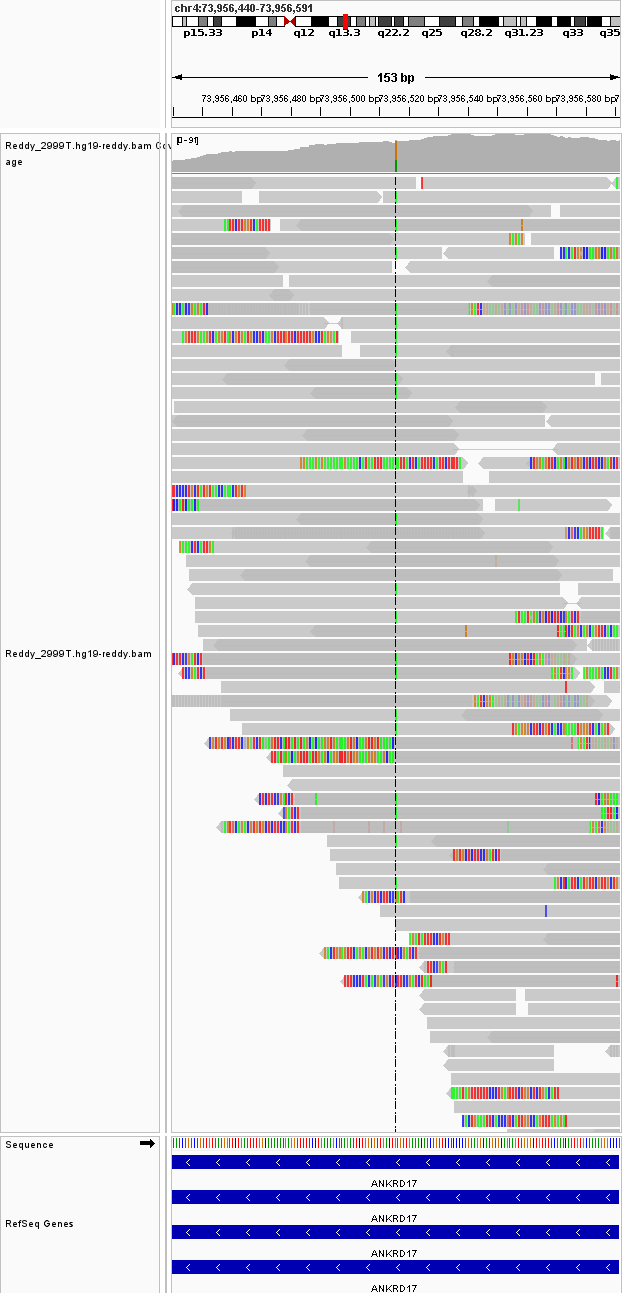 chr4:73,956,440-73,956,591
p15.33 p14 q12 q13.3 q22.2 q25 q28.2 q31.23 q33 q35
153 bp
73,956,460 bp 73,956,480 bp 73,956,500 bp 73,956,520 bp 73,956,540 bp 73,956,560 bp 73,956,580 bp 7
Reddy_2999T.hg19-reddy.bam Cov
age
[0-91]
Reddy_2999T.hg19-reddy.bam
Sequence
ANKRD17
ANKRD17
RefSeq Genes
ANKRD17
ANKRD17